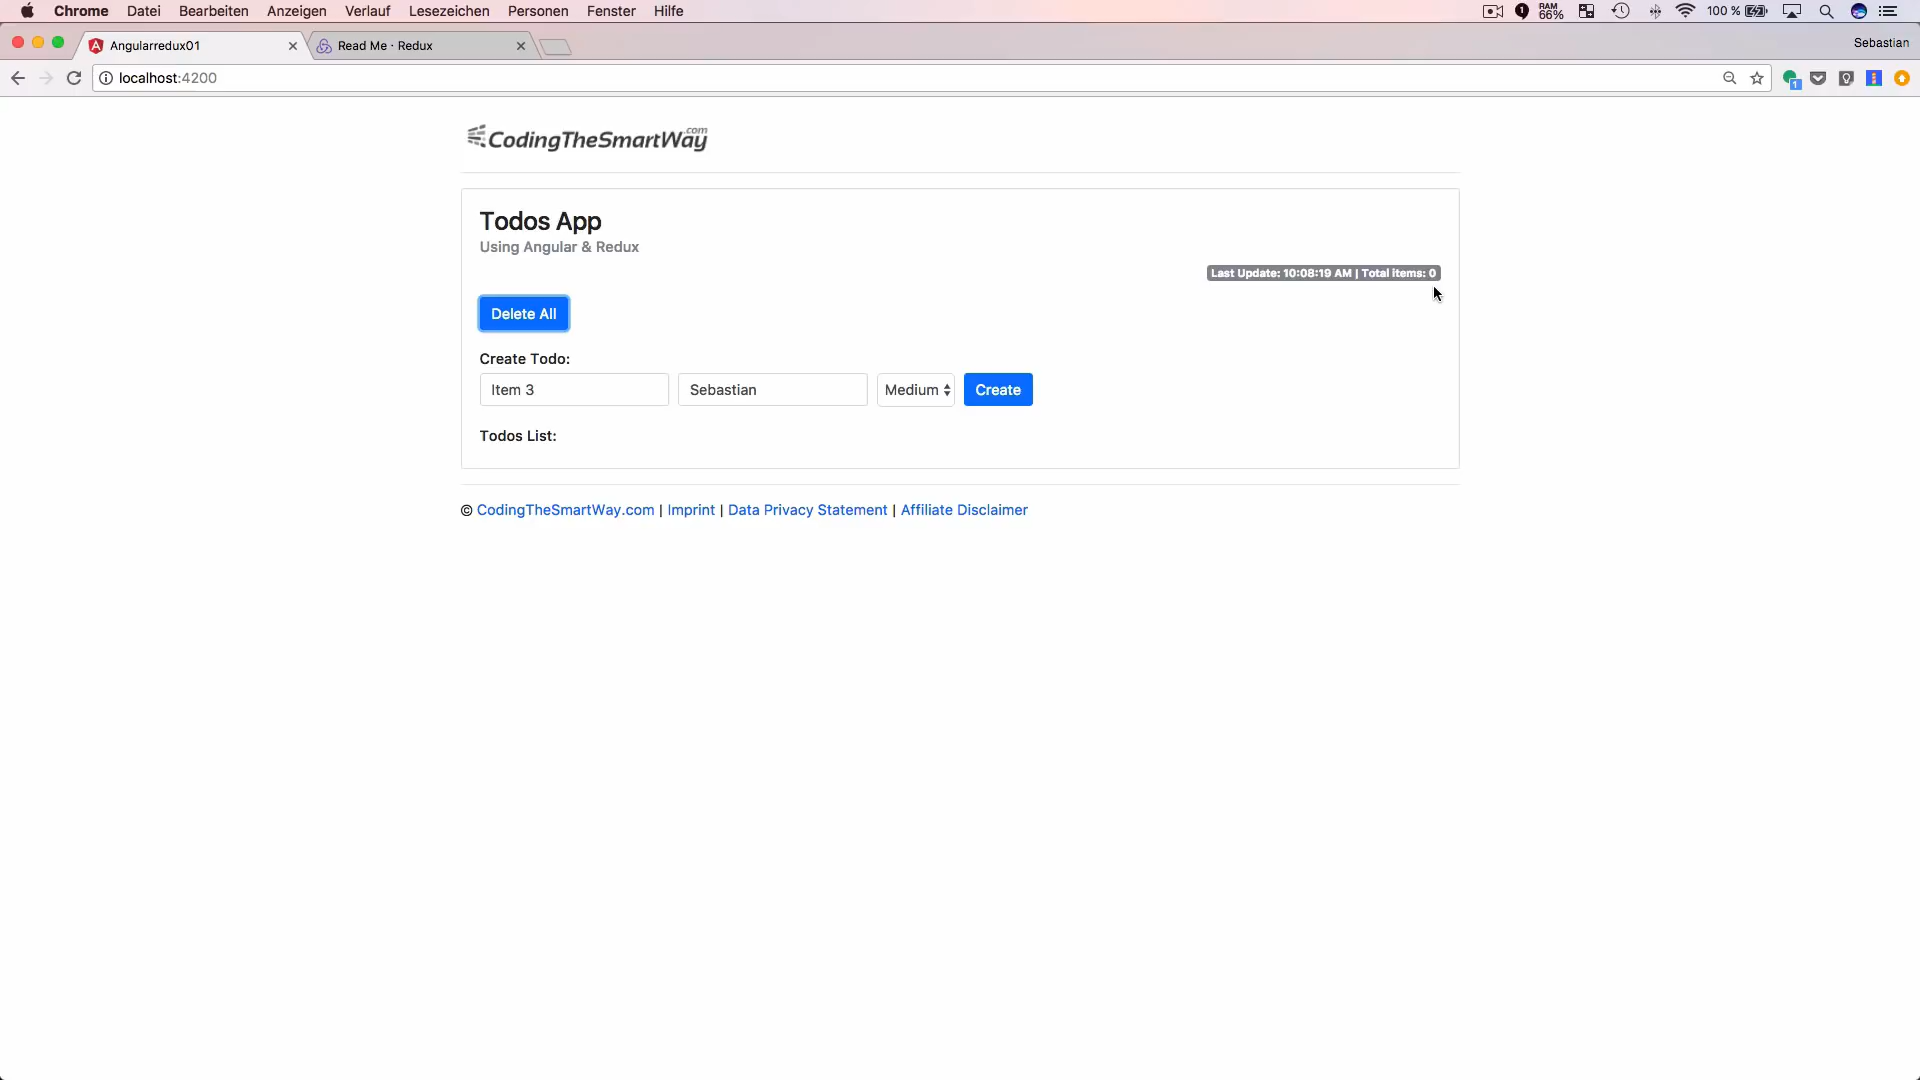 Chrome Datei Bearbeiten Anzeigen Verlauf Lesezeichen Personen Fenster Hilfe 1 RAM 66% 100 %
Angularredux01 Read Me · Redux Sebastian
localhost:4200 1
CodingTheSmartWay.com
Todos App
Using Angular & Redux
Last Update: 10:08:19 AM | Total items: 0
Delete All
Create Todo:
Item 3 Sebastian Medium Create
Todos List:
© CodingTheSmartWay.com | Imprint | Data Privacy Statement | Affiliate Disclaimer